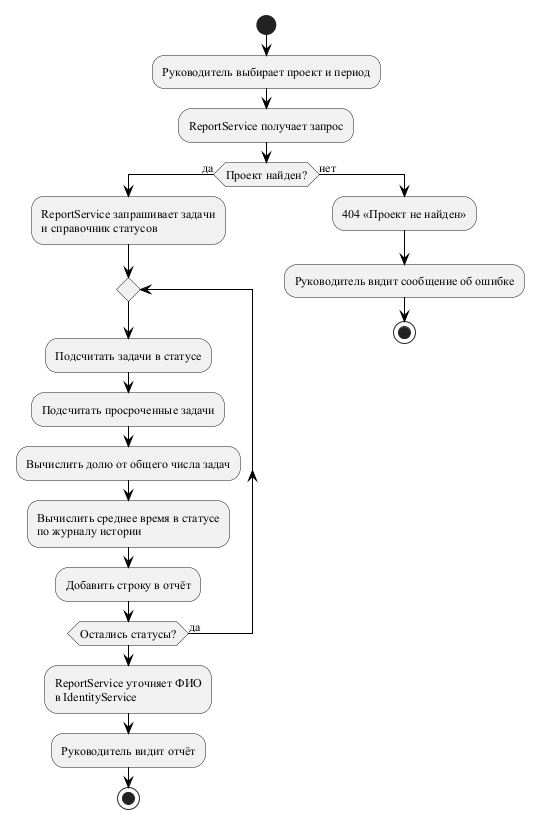 Руководитель выбирает проект и период
ReportService получает запрос
Проект найден?
да
нет
ReportService запрашивает задачи
и справочник статусов
404 «Проект не найден»
Руководитель видит сообщение об ошибке
Подсчитать задачи в статусе
Подсчитать просроченные задачи
Вычислить долю от общего числа задач
Вычислить среднее время в статусе
по журналу истории
Добавить строку в отчёт
Остались статусы?
да
ReportService уточняет ФИО
в IdentityService
Руководитель видит отчёт